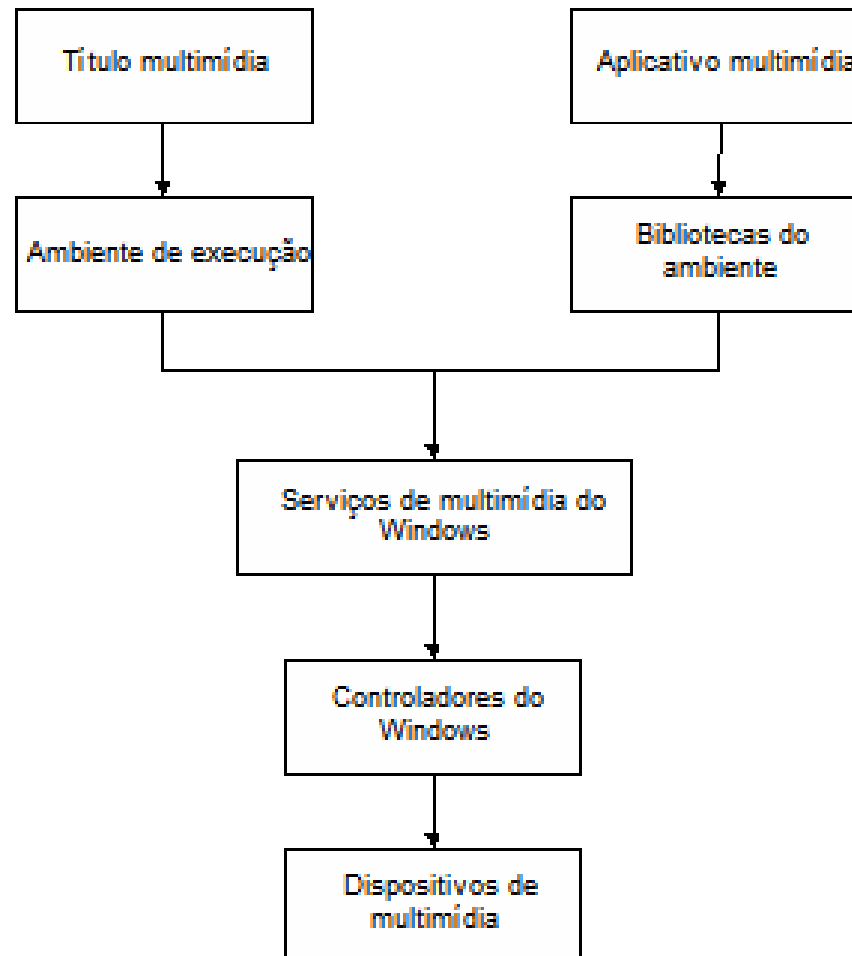 Título multimídia
Aplicativo multimídia
Ambiente de execução
Bibliotecas do
ambiente
Serviços de multimídia do
Windows
Controladores do
Windows
Dispositivos de
multimídia